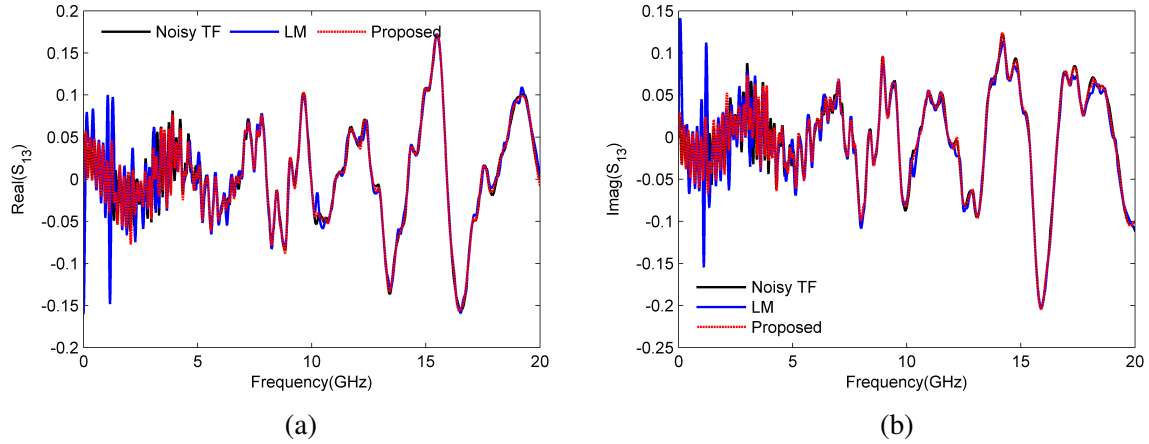 0.2
0.15
0.1
0.05
0
-0.05
-0.1
-0.15
-0.2
Real(S13)
Noisy TF LM Proposed
0 5 10 15 20
Frequency(GHz)
(a)
0.15
0.1
0.05
0
-0.05
-0.1
-0.15
-0.2
-0.25
Imag(S13)
Noisy TF
LM
Proposed
0 5 10 15 20
Frequency(GHz)
(b)